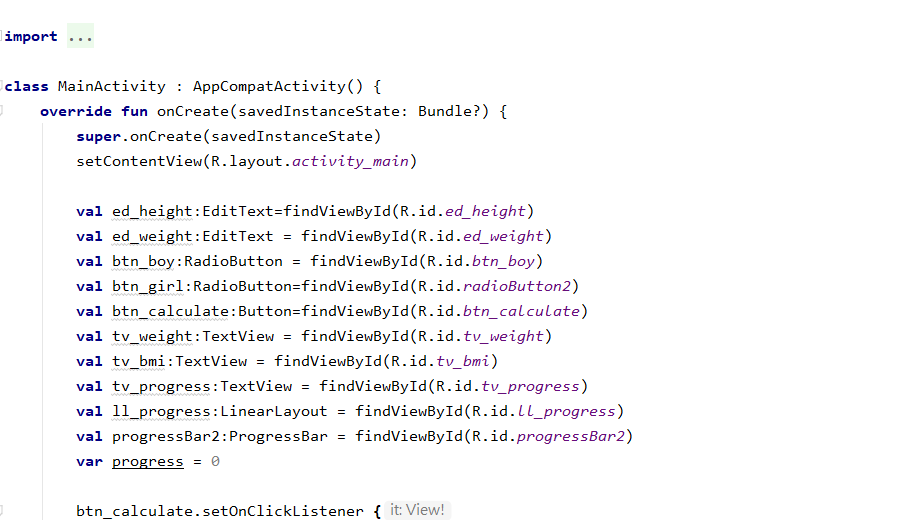 import ...
class MainActivity : AppCompatActivity() {
override fun onCreate(savedInstanceState: Bundle?) {
super.onCreate(savedInstanceState)
setContentView(R.layout.activity_main)
val ed_height:EditText=findViewById(R.id.ed_height)
val ed_weight:EditText = findViewById(R.id.ed_weight)
val btn_boy:RadioButton = findViewById(R.id.btn_boy)
val btn_girl:RadioButton=findViewById(R.id.radioButton2)
val btn_calculate:Button=findViewById(R.id.btn_calculate)
val tv_weight:TextView = findViewById(R.id.tv_weight)
val tv_bmi:TextView = findViewById(R.id.tv_bmi)
val tv_progress:TextView = findViewById(R.id.tv_progress)
val ll_progress:LinearLayout = findViewById(R.id.ll_progress)
val progressBar2:ProgressBar = findViewById(R.id.progressBar2)
var progress = 0
btn_calculate.setOnClickListener { it: View!